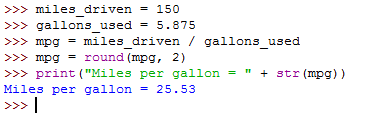 >>> miles_driven = 150
>>> gallons_used = 5.875
>>> mpg = miles_driven / gallons_used
>>> mpg = round(mpg, 2)
>>> print("Miles per gallon = " + str(mpg))
Miles per gallon = 25.53
>>>